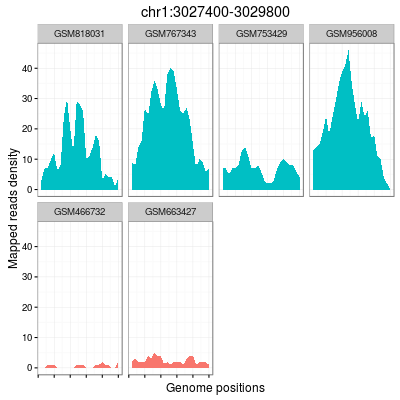 chr1:3027400-3029800
GSM818031 GSM767343 GSM753429 GSM956008
40
30
20
10
0
Mapped reads density
GSM466732 GSM663427
40
30
20
10
0
Genome positions